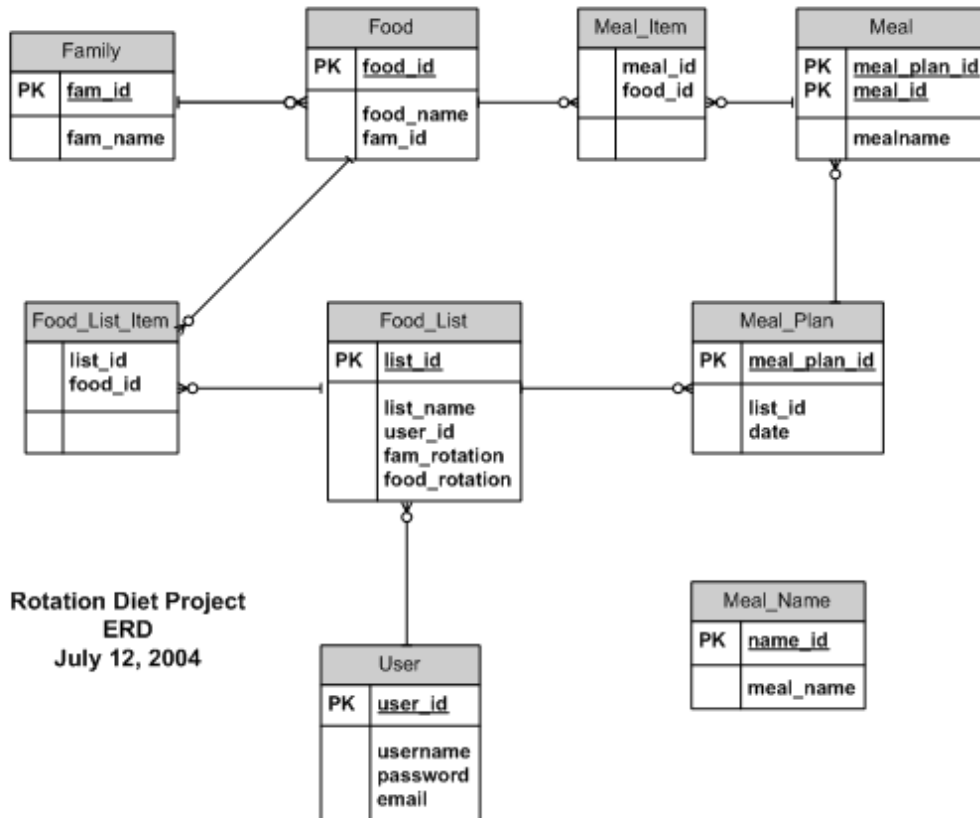 Family
PK fam_id
fam_name
Food
PK food_id
food_name
fam_id
Meal_Item
meal_id
food_id
Meal
PK meal_plan_id
PK meal_id
mealname
Food_List_Item
list_id
food_id
Food_List
PK list_id
list_name
user_id
fam_rotation
food_rotation
Meal_Plan
PK meal_plan_id
list_id
date
Rotation Diet Project
ERD
July 12, 2004
User
PK user_id
username
password
email
Meal_Name
PK name_id
meal_name